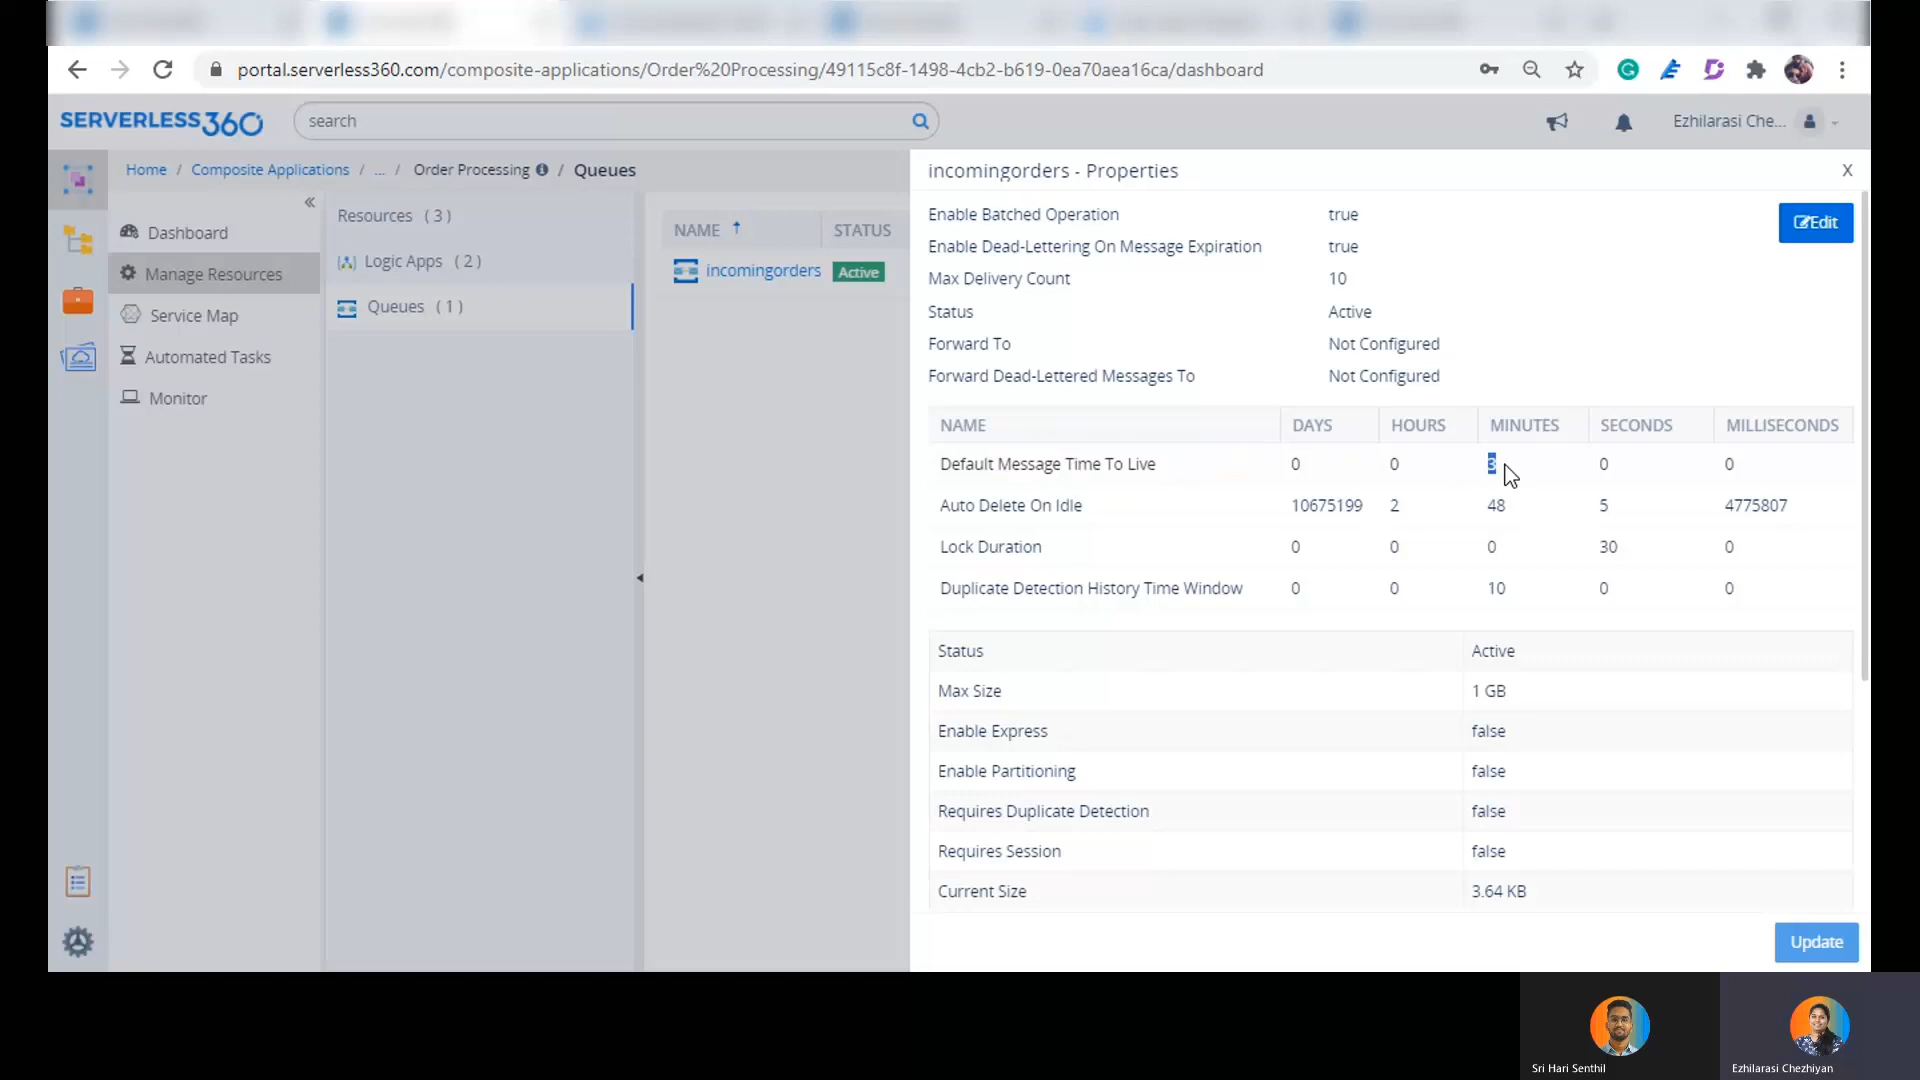 portal.serverless360.com/composite-applications/Order%20Processing/49115c8f-1498-4cb2-b619-0ea70aea16ca/dashboard
SERVERLESS360
search
Ezhilarasi Che...
Home / Composite Applications / ... / Order Processing / Queues
Dashboard
Manage Resources
Service Map
Automated Tasks
Monitor
Resources ( 3 )
Logic Apps ( 2 )
Queues ( 1 )
NAME STATUS
incomingorders Active
incomingorders - Properties X
Edit
Enable Batched Operation true
Enable Dead-Lettering On Message Expiration true
Max Delivery Count 10
Status Active
Forward To Not Configured
Forward Dead-Lettered Messages To Not Configured
NAME DAYS HOURS MINUTES SECONDS MILLISECONDS
Default Message Time To Live 0 0 3 0 0
Auto Delete On Idle 10675199 2 48 5 4775807
Lock Duration 0 0 0 30 0
Duplicate Detection History Time Window 0 0 10 0 0
Status Active
Max Size 1 GB
Enable Express false
Enable Partitioning false
Requires Duplicate Detection false
Requires Session false
Current Size 3.64 KB
Update
Sri Hari Senthil
Ezhilarasi Chezhiyan